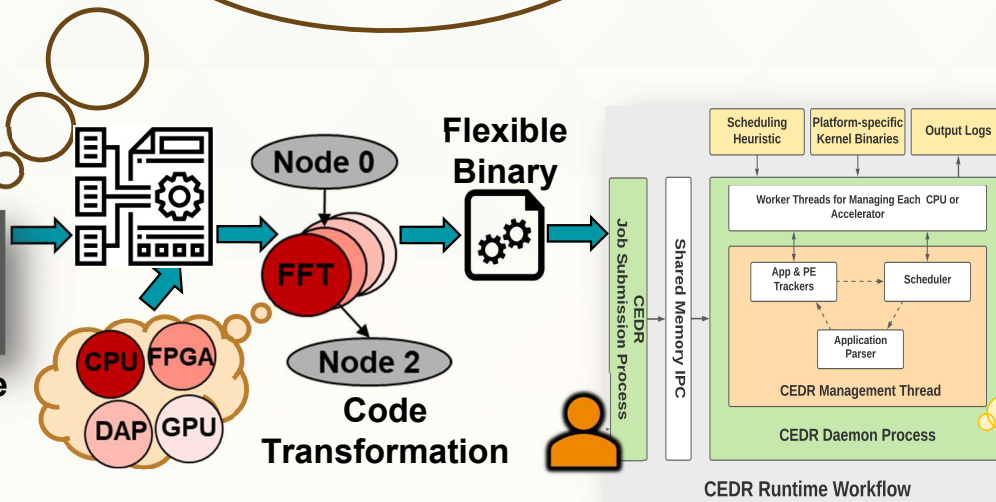 Flexible
Binary
Node 0
FFT
Node 2
Code
Transformation
CPU
FPGA
DAP
GPU
e
CEDR
Job Submission Process
Shared Memory IPC
Scheduling
Heuristic
Platform-specific
Kernel Binaries
Output Logs
Worker Threads for Managing Each CPU or
Accelerator
App & PE
Trackers
Scheduler
Application
Parser
CEDR Management Thread
CEDR Daemon Process
CEDR Runtime Workflow